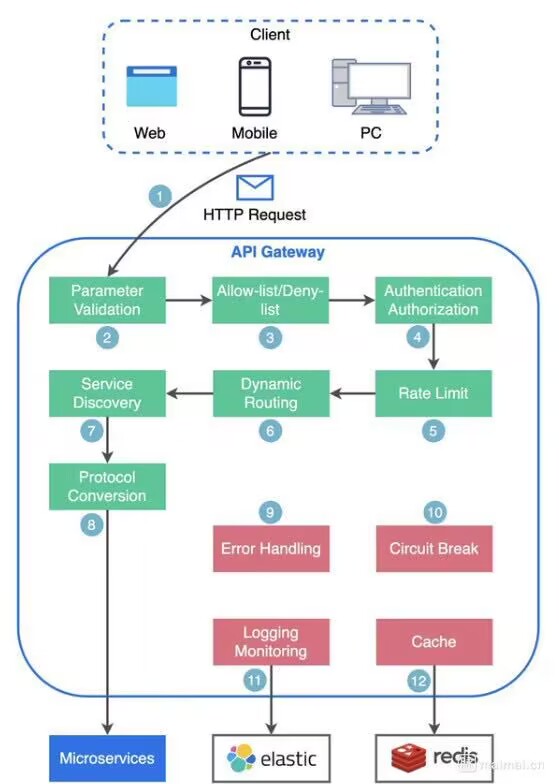 Client
Web
Mobile
PC
1
HTTP Request
API Gateway
Parameter
Validation
2
Allow-list/Deny-
list
3
Authentication
Authorization
4
Service
Discovery
7
Dynamic
Routing
6
Rate Limit
5
Protocol
Conversion
8
9
Error Handling
10
Circuit Break
Logging
Monitoring
11
Cache
12
Microservices
elastic
redis
maimai.cn